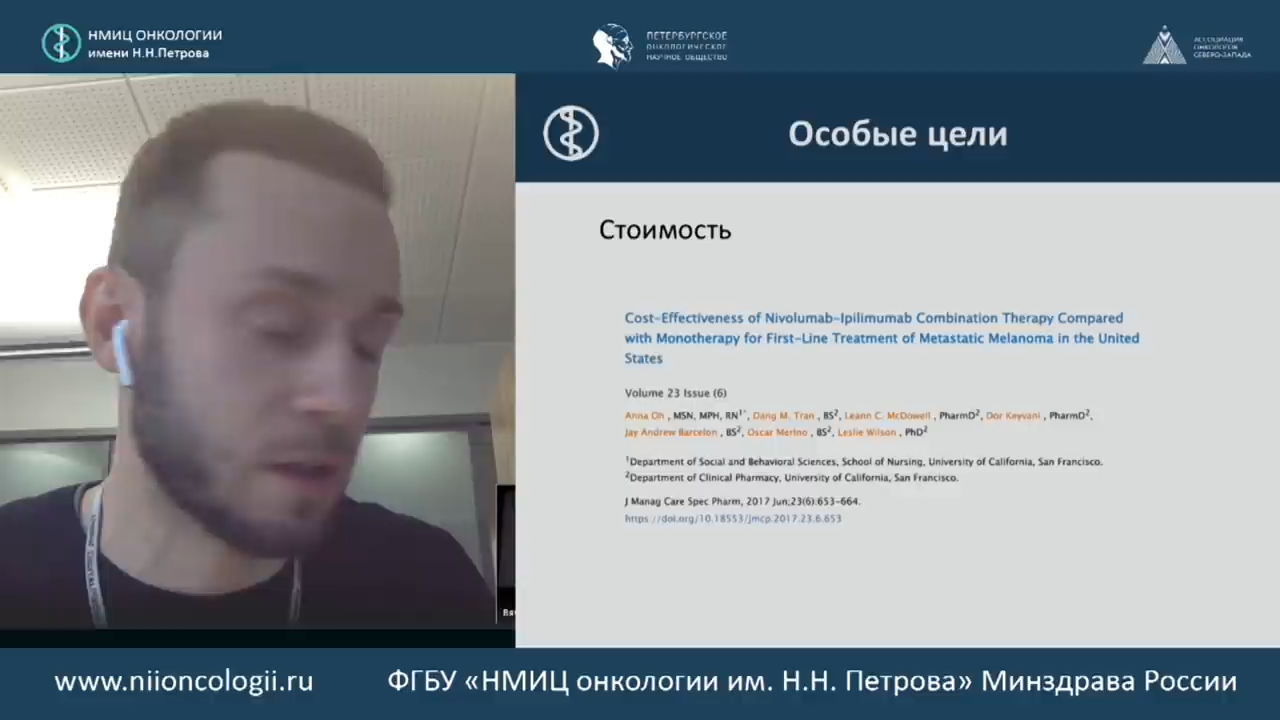 НМИЦ ОНКОЛОГИИ
имени Н.Н.Петрова
ПЕТЕРБУРГСКОЕ
ОНКОЛОГИЧЕСКОЕ
НАУЧНОЕ ОБЩЕСТВО
АССОЦИАЦИЯ
ОНКОЛОГОВ
СЕВЕРО-ЗАПАДА
Особые цели
Стоимость
Cost-Effectiveness of Nivolumab-Ipilimumab Combination Therapy Compared
with Monotherapy for First-Line Treatment of Metastatic Melanoma in the United
States
Volume 23 Issue (6)
Anna Oh , MSN, MPH, RN1*, Dang M. Tran , BS2, Leann C. McDowell , PharmD2, Dor Keyvani , PharmD2,
Jay Andrew Barcelon , BS2, Oscar Merino , BS2, Leslie Wilson , PhD2
1Department of Social and Behavioral Sciences, School of Nursing, University of California, San Francisco.
2Department of Clinical Pharmacy, University of California, San Francisco.
J Manag Care Spec Pharm, 2017 Jun;23(6):653-664.
https://doi.org/10.18553/jmcp.2017.23.6.653
www.niioncologii.ru
ФГБУ «НМИЦ онкологии им. Н.Н. Петрова» Минздрава России